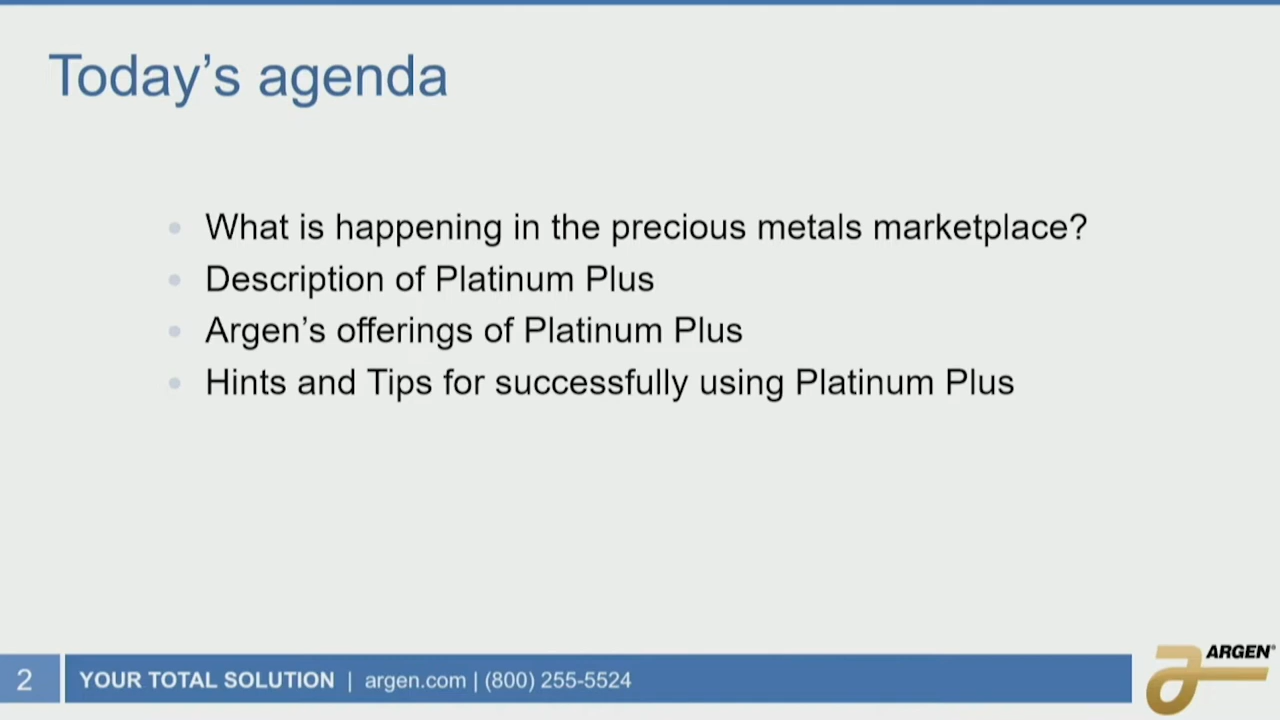 Today’s agenda
• What is happening in the precious metals marketplace?
• Description of Platinum Plus
• Argen’s offerings of Platinum Plus
• Hints and Tips for successfully using Platinum Plus
2
YOUR TOTAL SOLUTION | argen.com | (800) 255-5524
ARGEN®